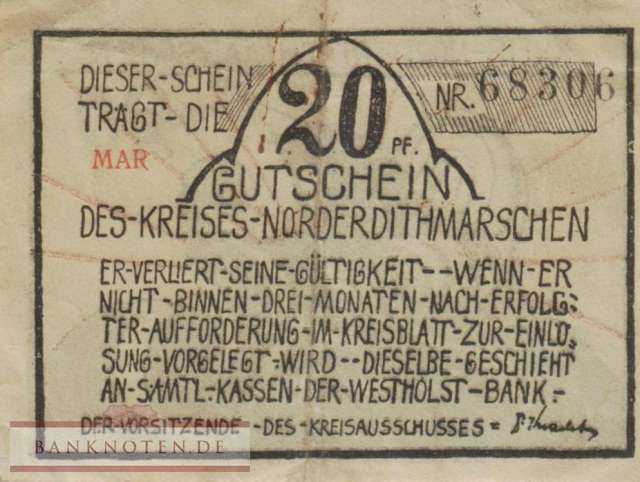 DIESER-SCHEIN
TRAGT-DIE
20 PF.
NR. 68306
MAR
GUTSCHEIN
DES-KREISES-NORDERDITHMARSCHEN
ER-VERLIERT-SEINE-GÜLTIGKEIT--WENN-ER
NICHT-BINNEN-DREI-MONATEN-NACH-ERFOLG:
TER-AUFFORDERUNG-IM-KREISBLATT-ZUR-EINLÖ:
SUNG-VORGELEGT-WIRD--DIESELBE-GESCHIEHT
AN-SÄMTL-KASSEN-DER-WESTHOLST-BANK-
DER-VORSITZENDE-DES-KREISAUSSCHUSSES=
BANKNOTEN.DE